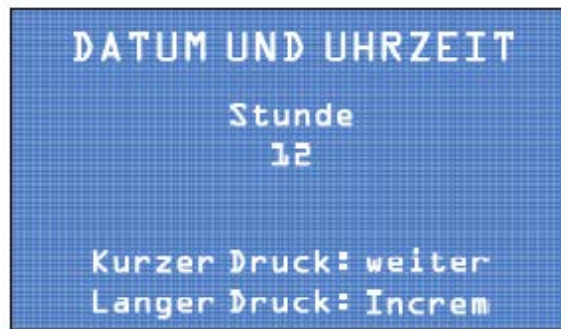 DATUM UND UHRZEIT
Stunde
12
Kurzer Druck: weiter
Langer Druck: Increm